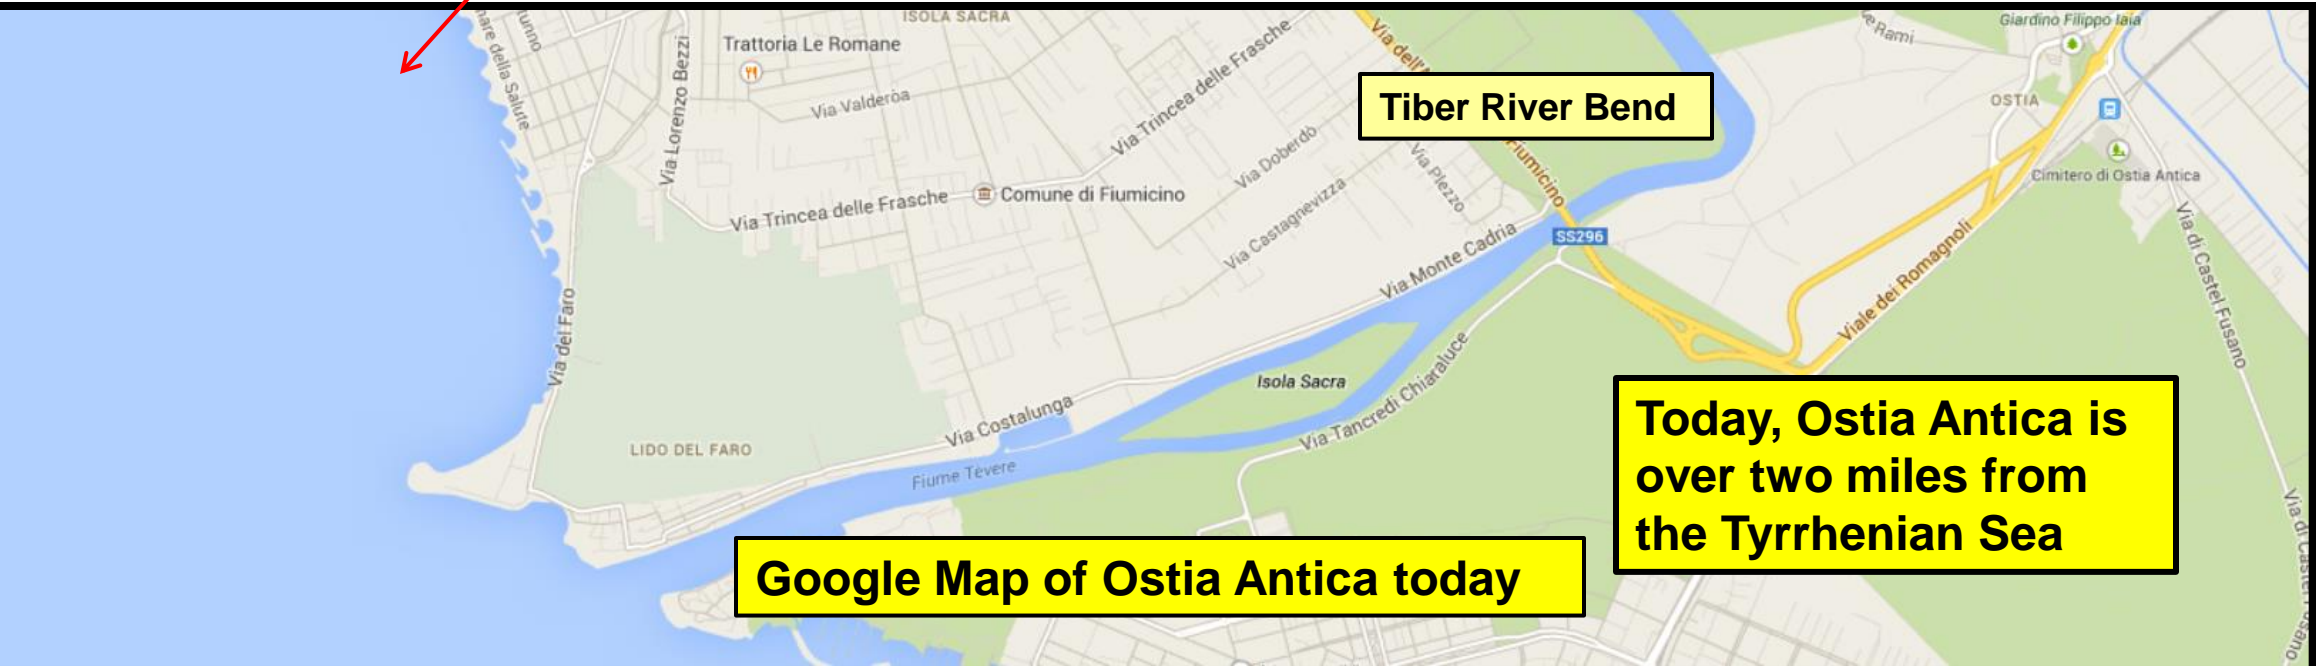 ISOLA SACRA
Giardino Filippo Iaia
Trattoria Le Romane
Via Lorenzo Bezzi
Via Valderòa
Via Trincea delle Frasche
Tiber River Bend
OSTIA
Via Doberdò
Via Plezzo
Fiumicino
Cimitero di Ostia Antica
Comune di Fiumicino
Via Trincea delle Frasche
Via Castagnevizza
SS296
Via Monte Cadria
Viale dei Romagnoli
Via di Castel Fusano
Via del Faro
Isola Sacra
Via Tancredi Chiaraluce
Via Costalunga
LIDO DEL FARO
Fiume Tevere
Today, Ostia Antica is
over two miles from
the Tyrrhenian Sea
Google Map of Ostia Antica today